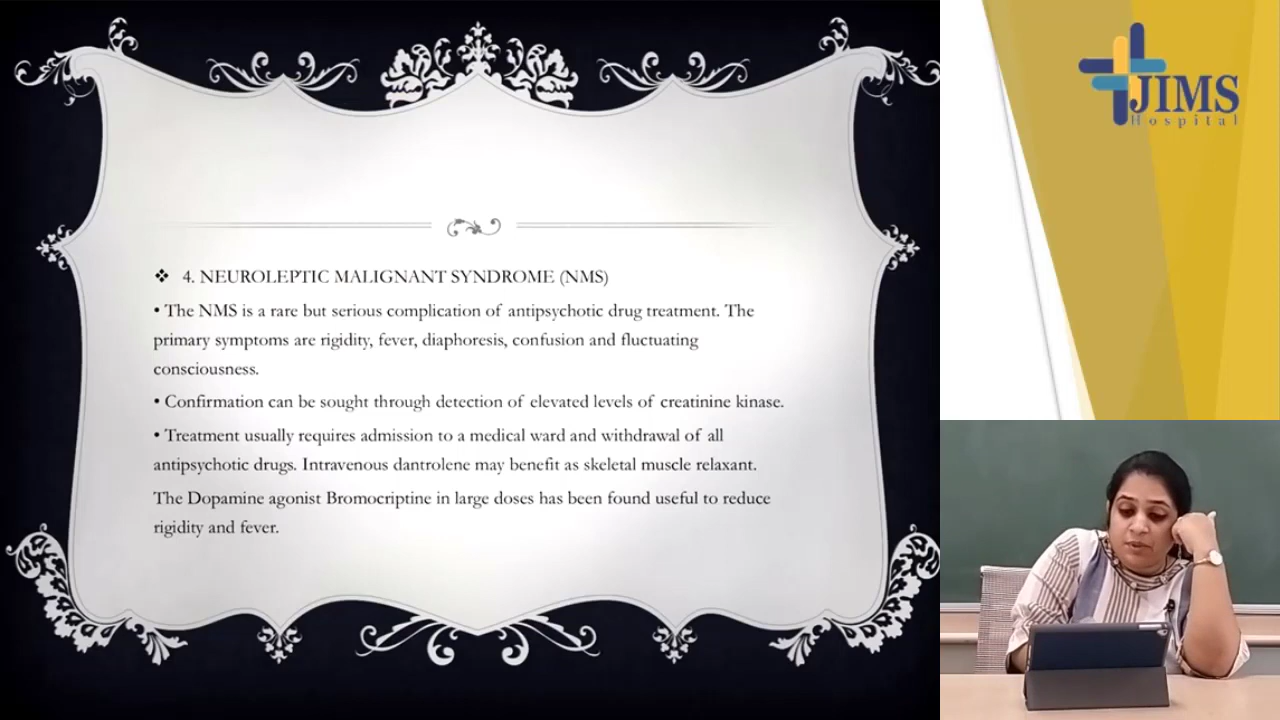 ❖ 4. NEUROLEPTIC MALIGNANT SYNDROME (NMS)
• The NMS is a rare but serious complication of antipsychotic drug treatment. The
primary symptoms are rigidity, fever, diaphoresis, confusion and fluctuating
consciousness.
• Confirmation can be sought through detection of elevated levels of creatinine kinase.
• Treatment usually requires admission to a medical ward and withdrawal of all
antipsychotic drugs. Intravenous dantrolene may benefit as skeletal muscle relaxant.
The Dopamine agonist Bromocriptine in large doses has been found useful to reduce
rigidity and fever.
JIMS
Hospital